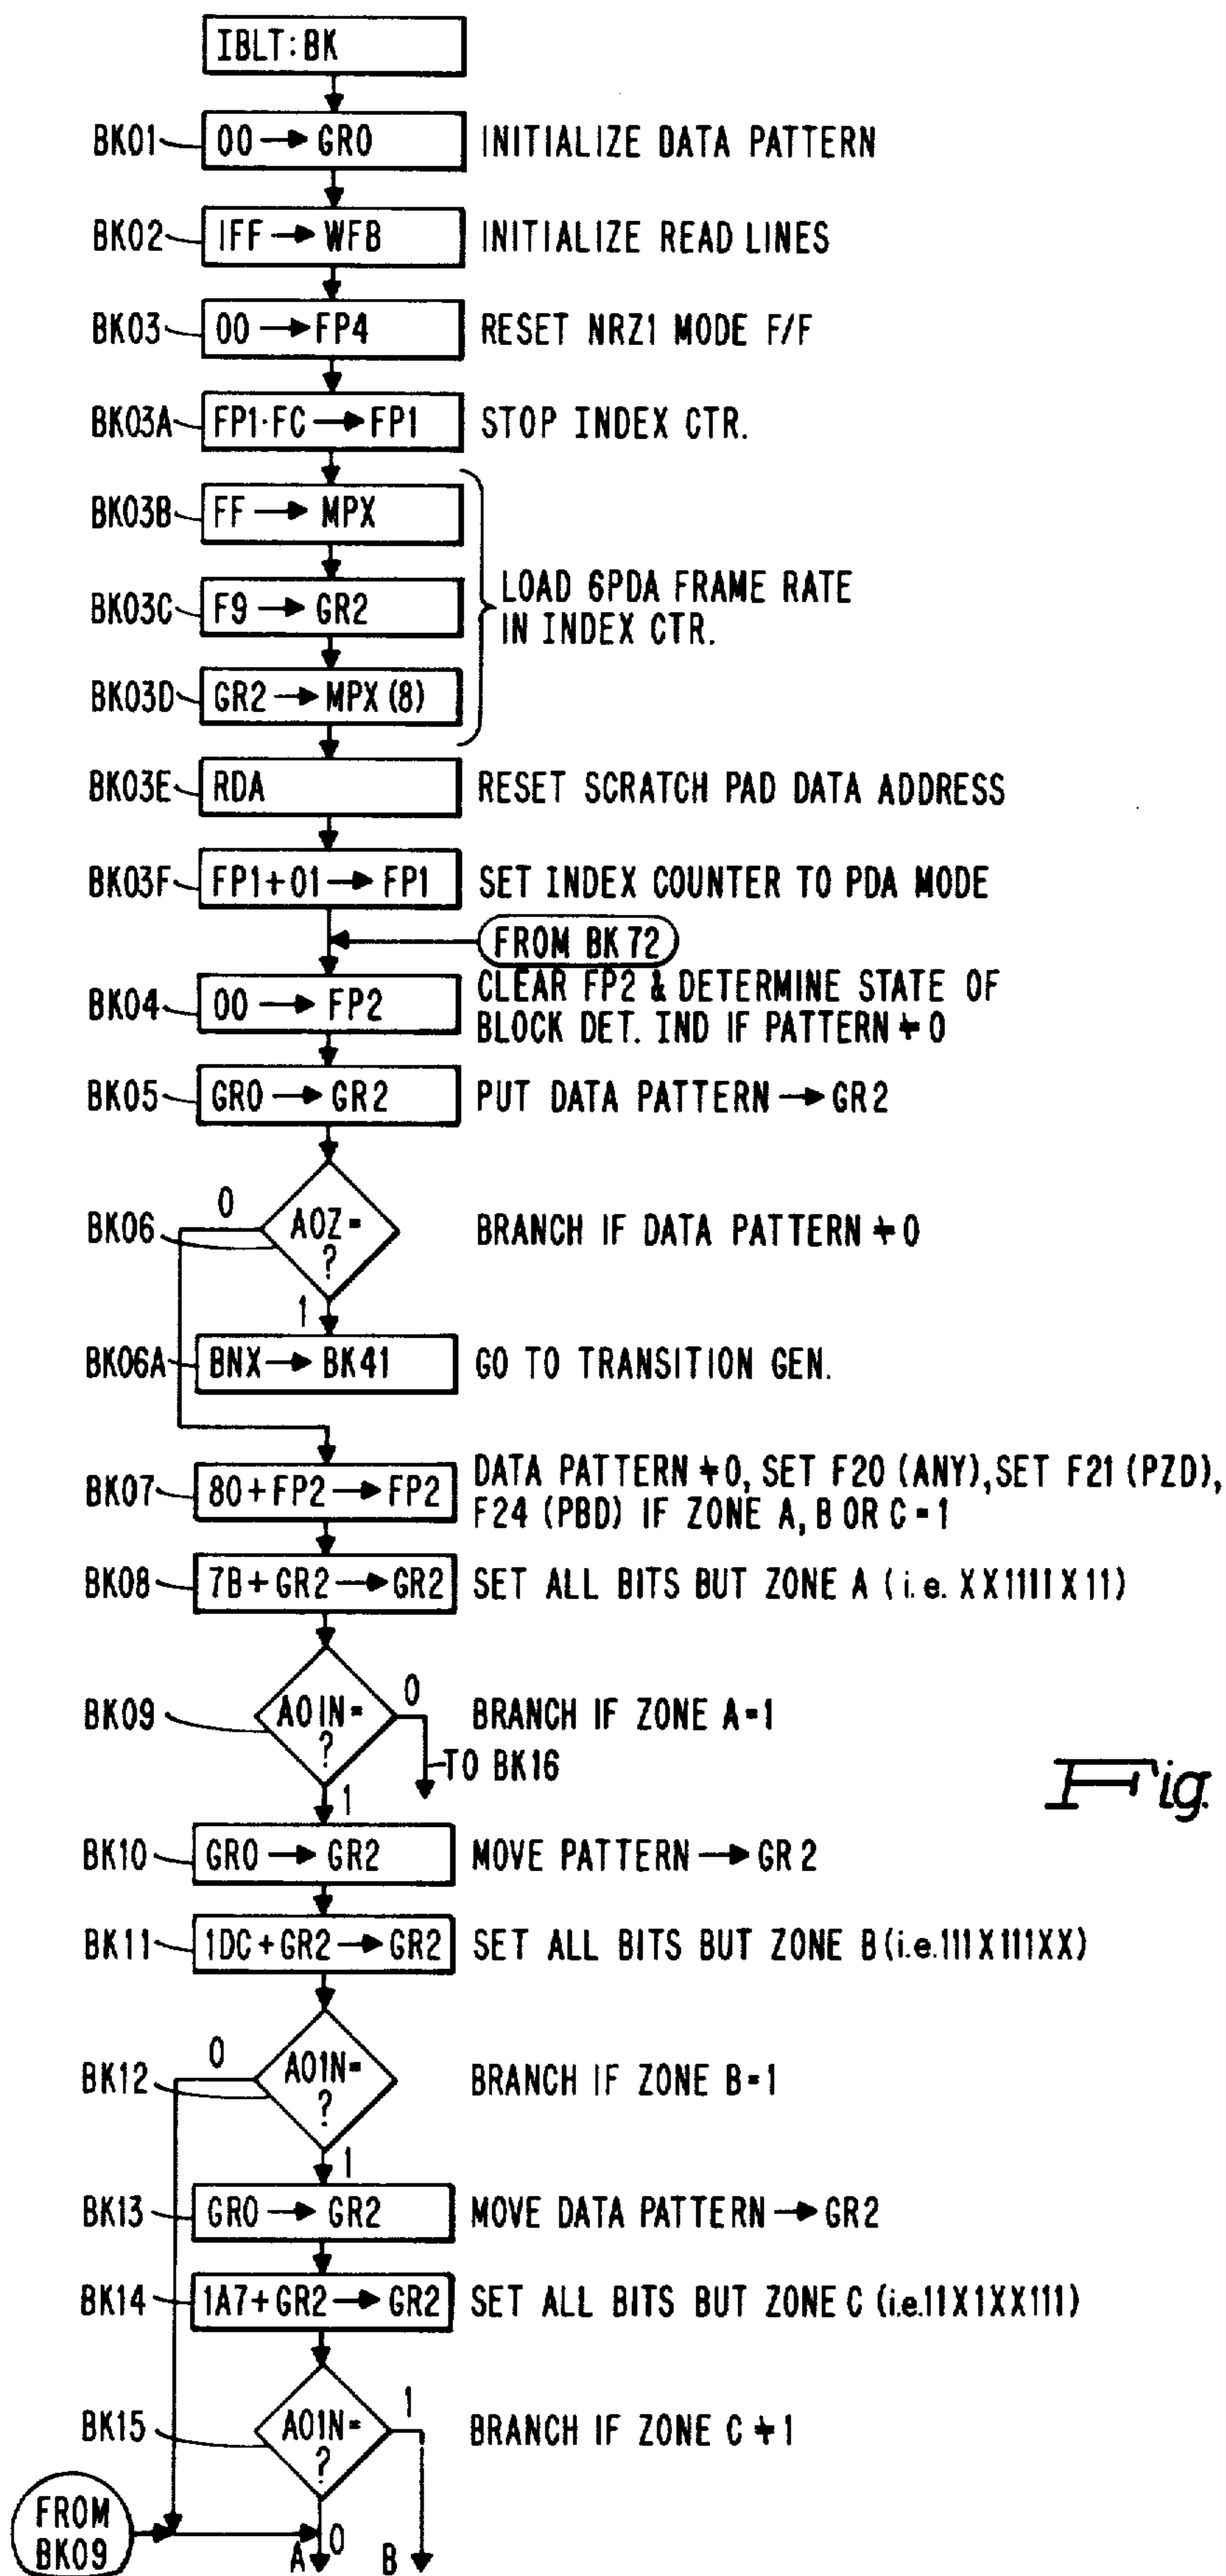 IBLT:BK
BK01 00 → GR0 INITIALIZE DATA PATTERN
BK02 1FF → WFB INITIALIZE READ LINES
BK03 00 → FP4 RESET NRZ1 MODE F/F
BK03A FP1·FC → FP1 STOP INDEX CTR.
BK03B FF → MPX
BK03C F9 → GR2
LOAD 6PDA FRAME RATE
IN INDEX CTR.
BK03D GR2 → MPX (8)
BK03E RDA RESET SCRATCH PAD DATA ADDRESS
BK03F FP1+01 → FP1 SET INDEX COUNTER TO PDA MODE
FROM BK72
BK04 00 → FP2 CLEAR FP2 & DETERMINE STATE OF
BLOCK DET. IND IF PATTERN ≠ 0
BK05 GR0 → GR2 PUT DATA PATTERN → GR2
0
BK06 A0Z= BRANCH IF DATA PATTERN ≠ 0
?
1
BK06A BNX → BK41 GO TO TRANSITION GEN.
BK07 80+FP2 → FP2 DATA PATTERN ≠0, SET F20 (ANY), SET F21 (PZD),
F24 (PBD) IF ZONE A, B OR C=1
BK08 7B+GR2 → GR2 SET ALL BITS BUT ZONE A (i.e. XX1111X11)
0
BK09 A01N= BRANCH IF ZONE A=1
?
TO BK16
1
Fig.
BK10 GR0 → GR2 MOVE PATTERN → GR2
BK11 1DC+GR2 → GR2 SET ALL BITS BUT ZONE B (i.e.111X111XX)
0
BK12 A01N= BRANCH IF ZONE B=1
?
1
BK13 GR0 → GR2 MOVE DATA PATTERN → GR2
BK14 1A7+GR2 → GR2 SET ALL BITS BUT ZONE C (i.e.11X1XX111)
1
BK15 A01N= BRANCH IF ZONE C ≠ 1
?
FROM
BK09
0
A B